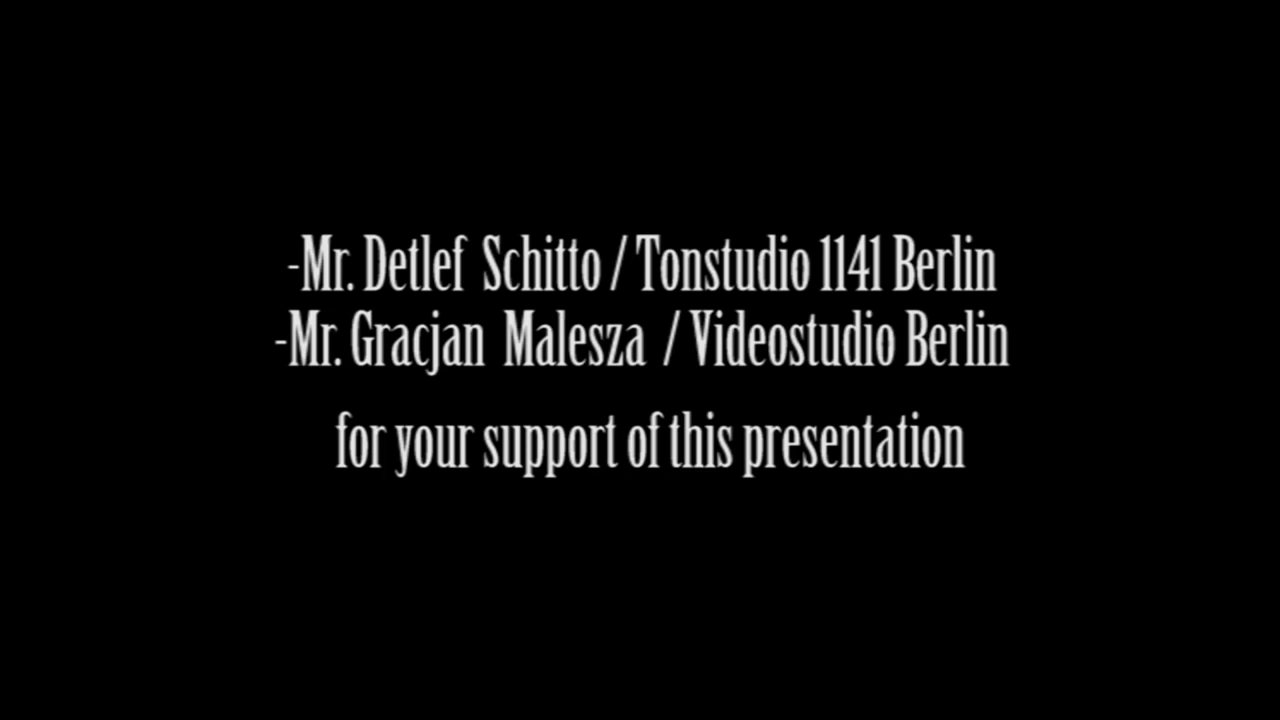 -Mr. Detlef Schitto / Tonstudio 1141 Berlin
-Mr. Gracjan Malesza / Videostudio Berlin
for your support of this presentation